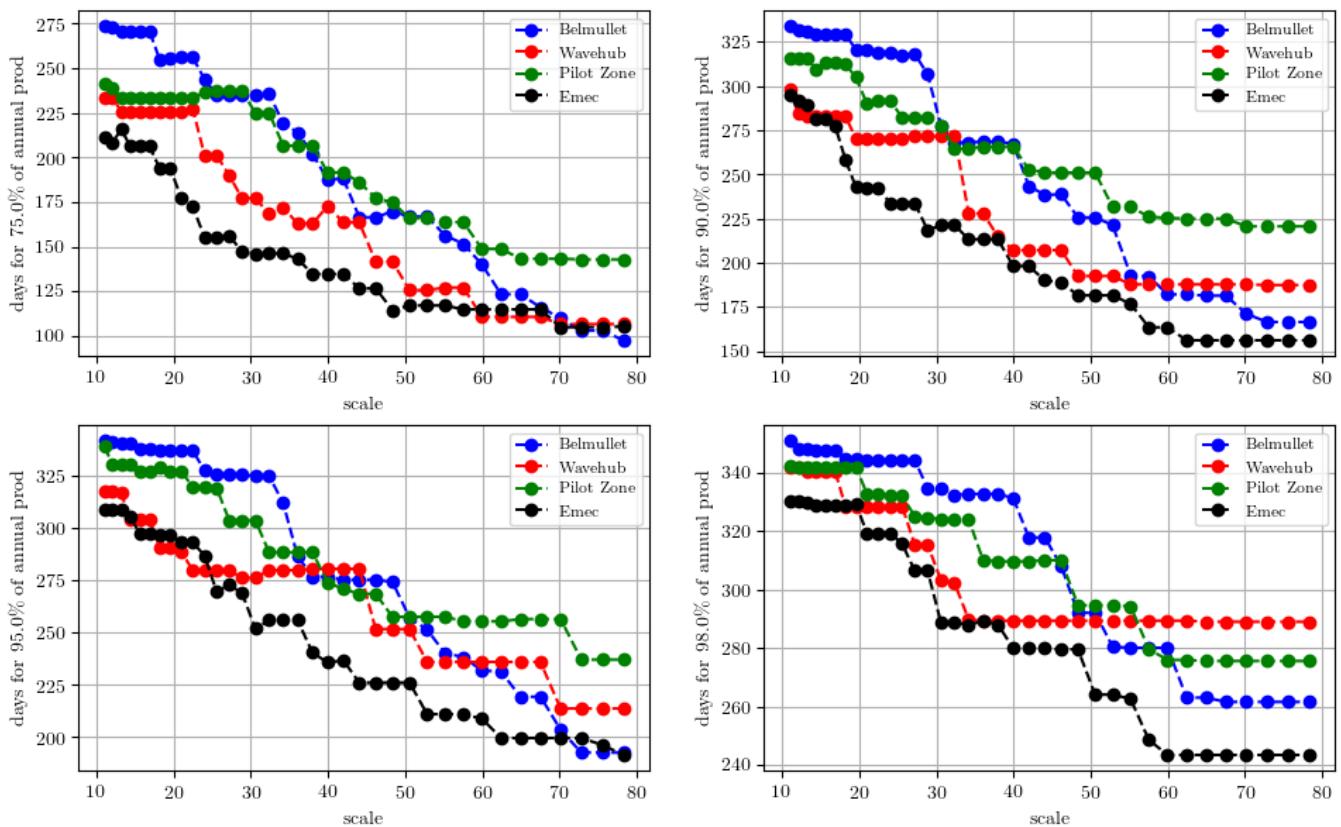 days for 75.0% of annual prod
275
250
225
200
175
150
125
100
Belmullet
Wavehub
Pilot Zone
Emec
10 20 30 40 50 60 70 80
scale
days for 90.0% of annual prod
325
300
275
250
225
200
175
150
Belmullet
Wavehub
Pilot Zone
Emec
10 20 30 40 50 60 70 80
scale
days for 95.0% of annual prod
325
300
275
250
225
200
Belmullet
Wavehub
Pilot Zone
Emec
10 20 30 40 50 60 70 80
scale
days for 98.0% of annual prod
340
320
300
280
260
240
Belmullet
Wavehub
Pilot Zone
Emec
10 20 30 40 50 60 70 80
scale